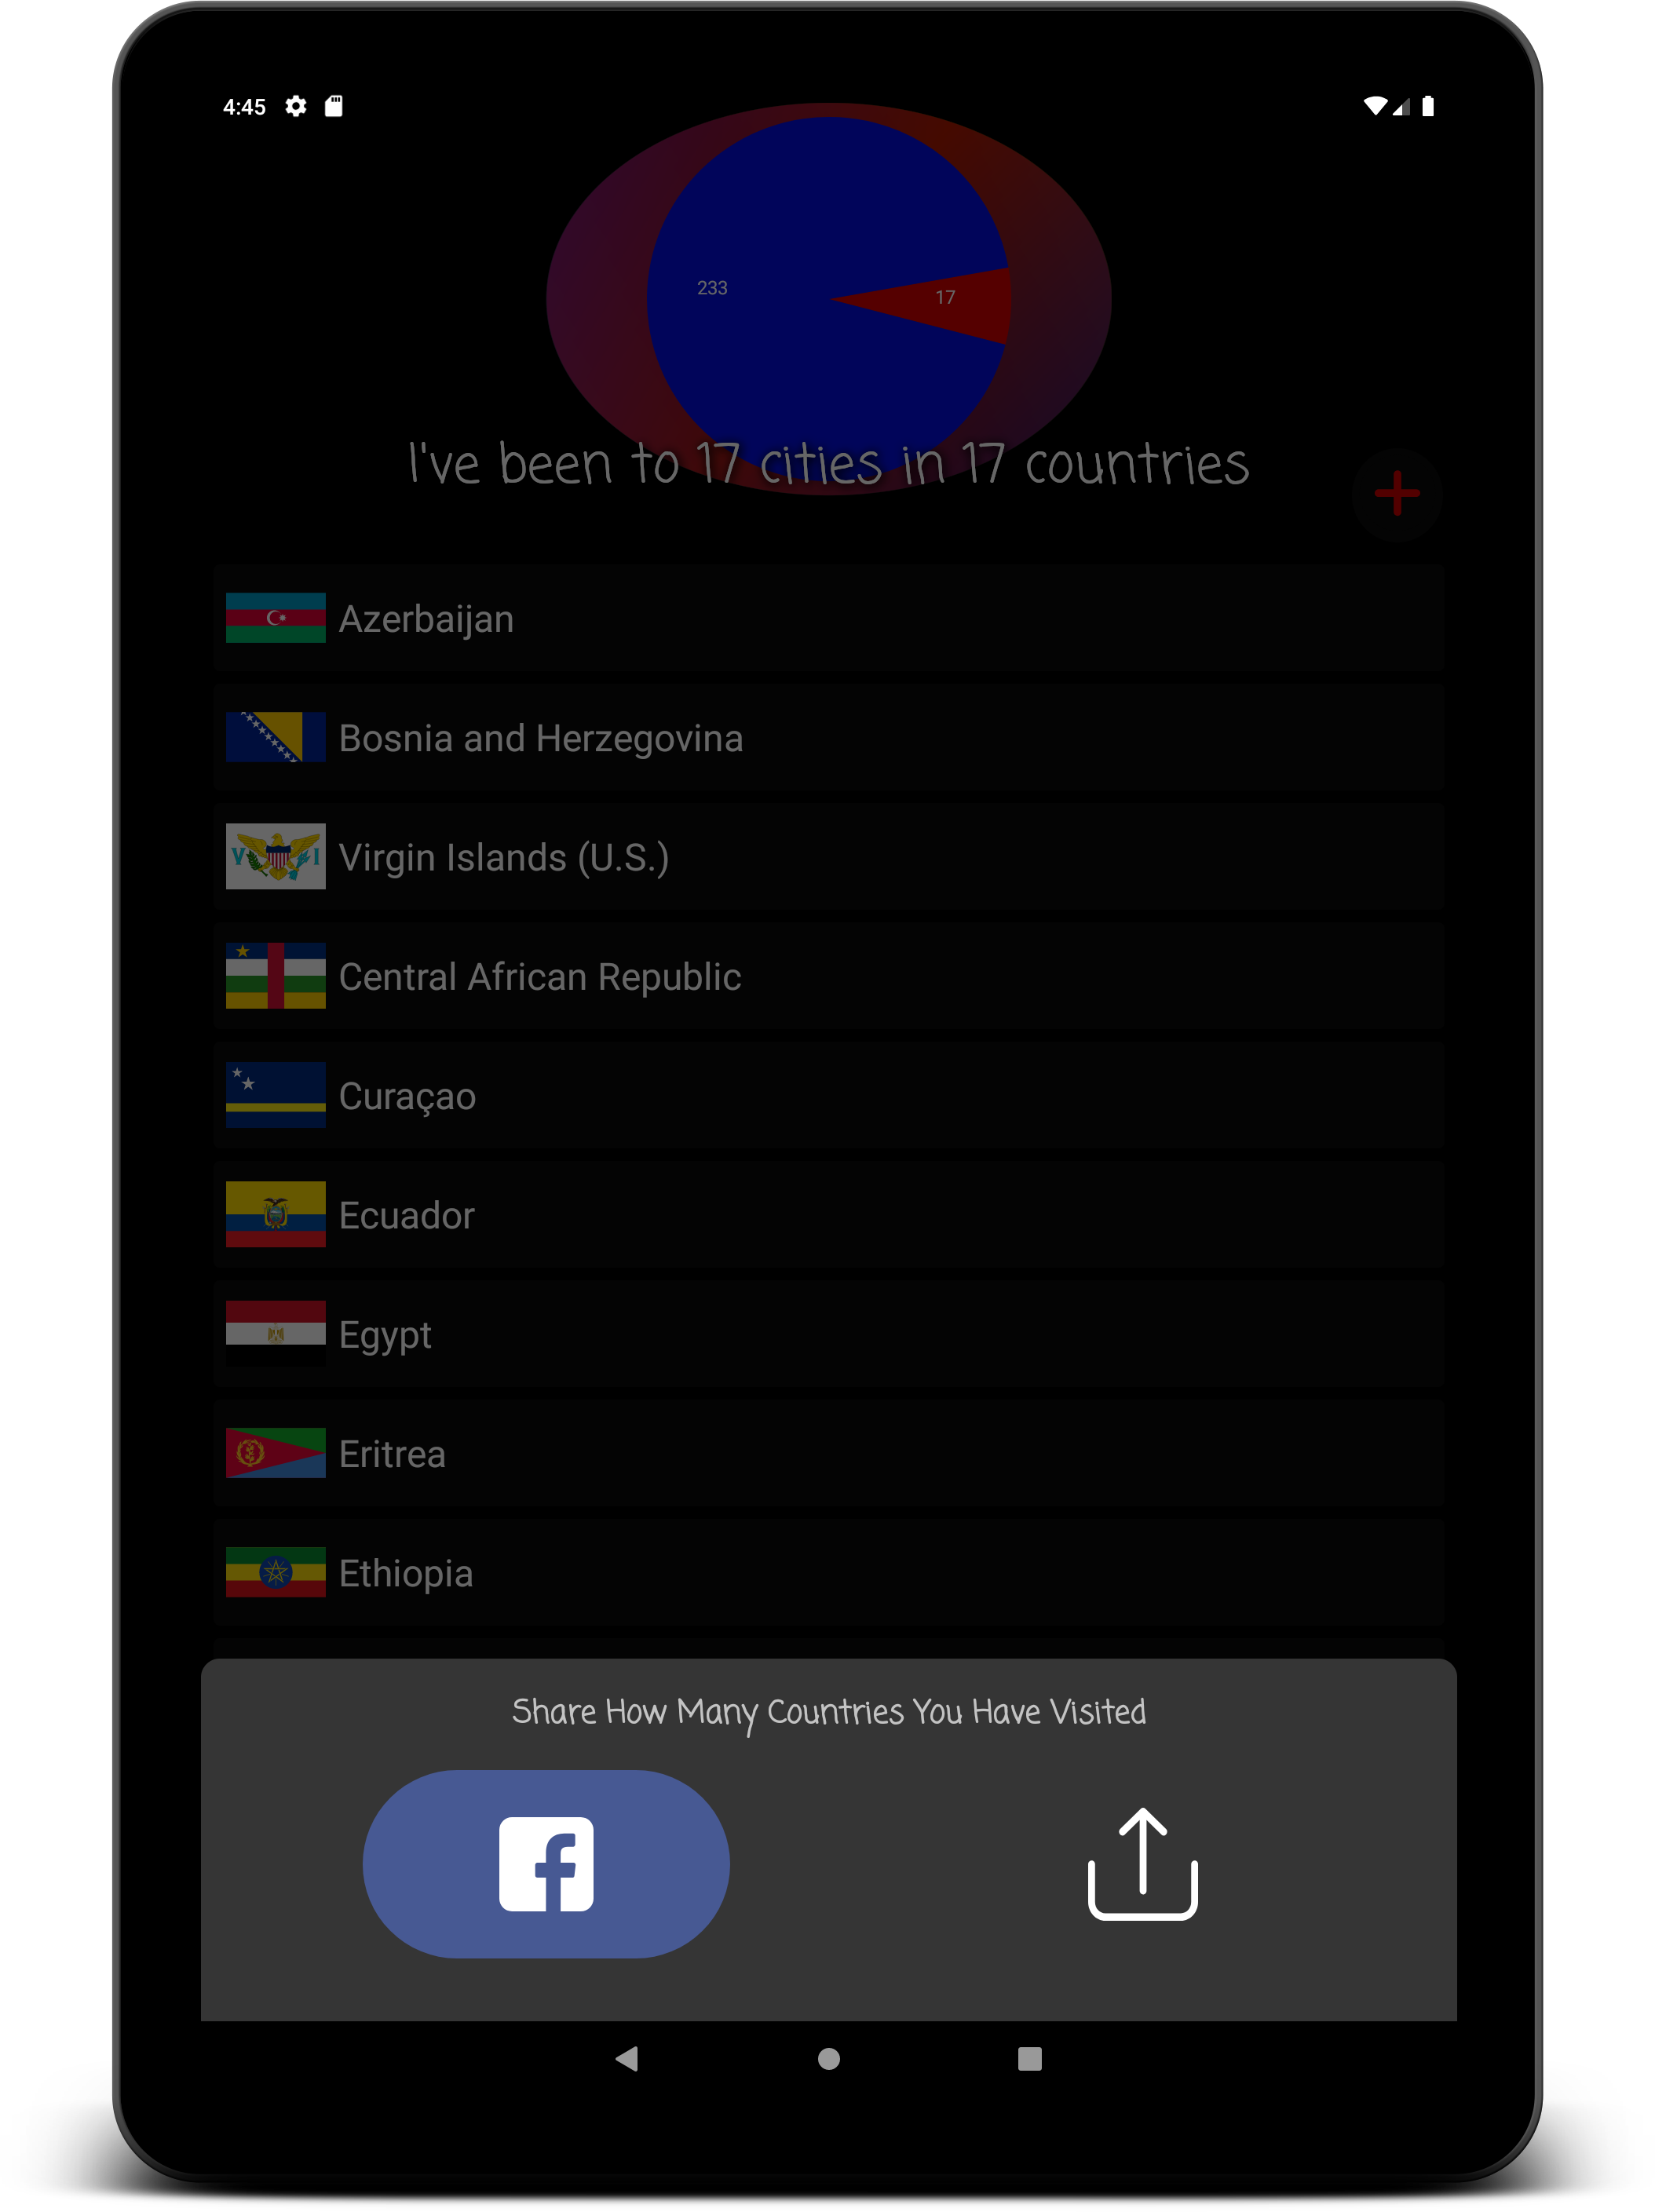 4:45
233
17
I've been to 17 cities in 17 countries
Azerbaijan
Bosnia and Herzegovina
V I
Virgin Islands (U.S.)
Central African Republic
Curaçao
Ecuador
Egypt
Eritrea
Ethiopia
Share How Many Countries You Have Visited